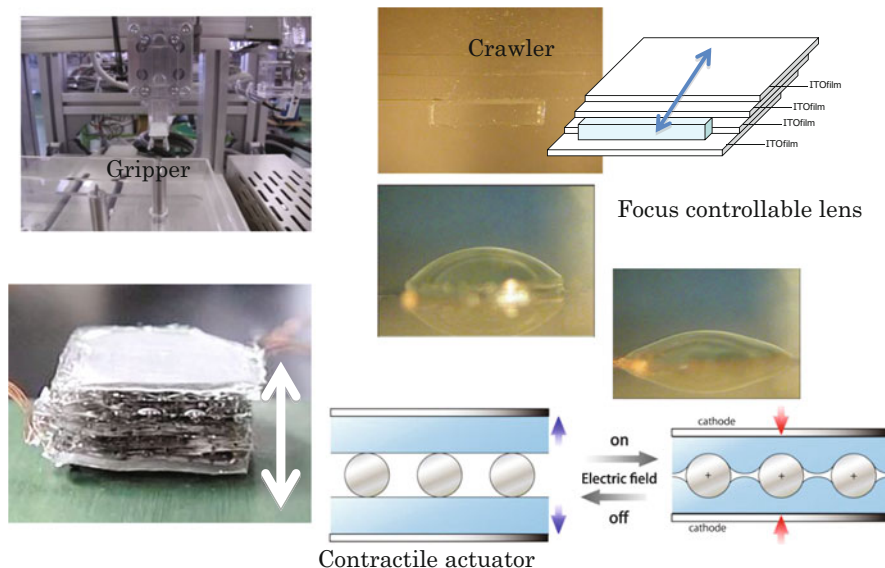 Crawler
ITOfilm
ITOfilm
ITOfilm
ITOfilm
Gripper
Focus controllable lens
on
Electric field
off
cathode
+ + +
cathode
Contractile actuator